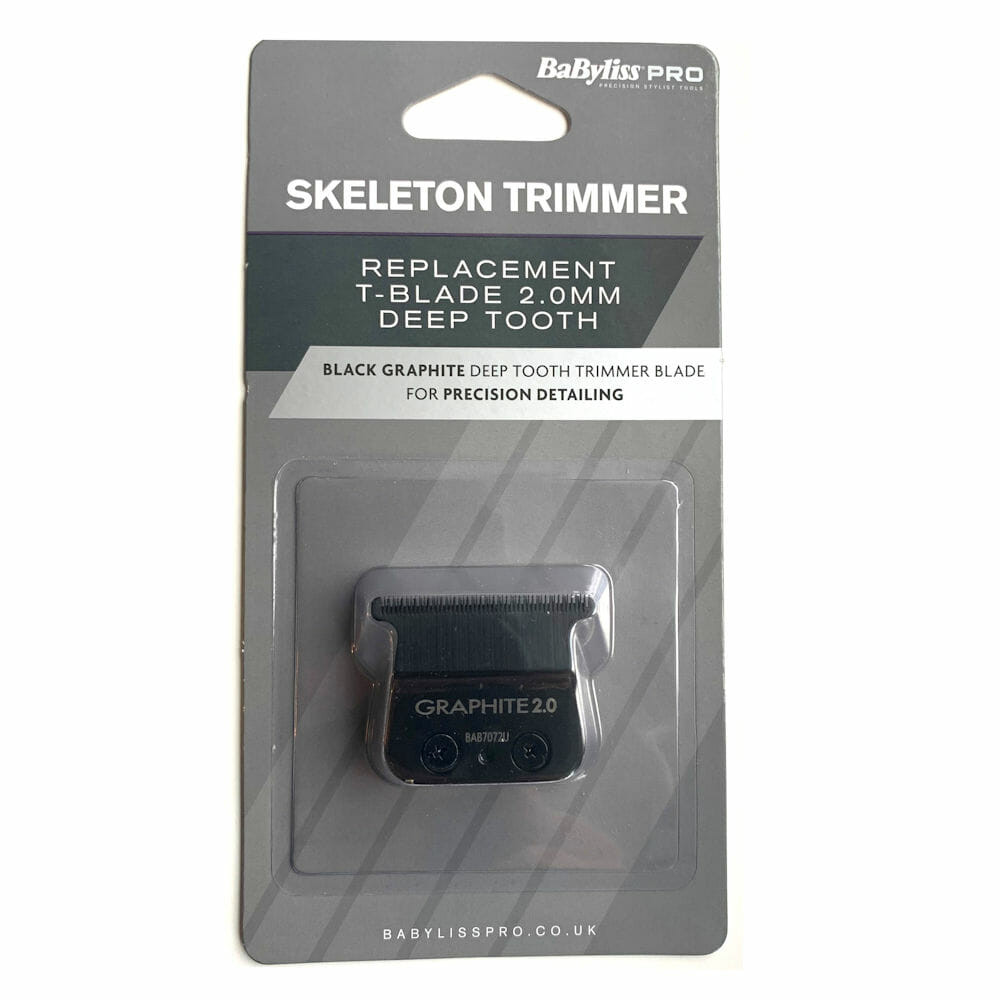 BaByliss PRO
PRECISION STYLIST TOOLS
SKELETON TRIMMER
REPLACEMENT
T-BLADE 2.0MM
DEEP TOOTH
BLACK GRAPHITE DEEP TOOTH TRIMMER BLADE
FOR PRECISION DETAILING
GRAPHITE 2.0
BAB7072U
BABYLISSPRO.CO.UK